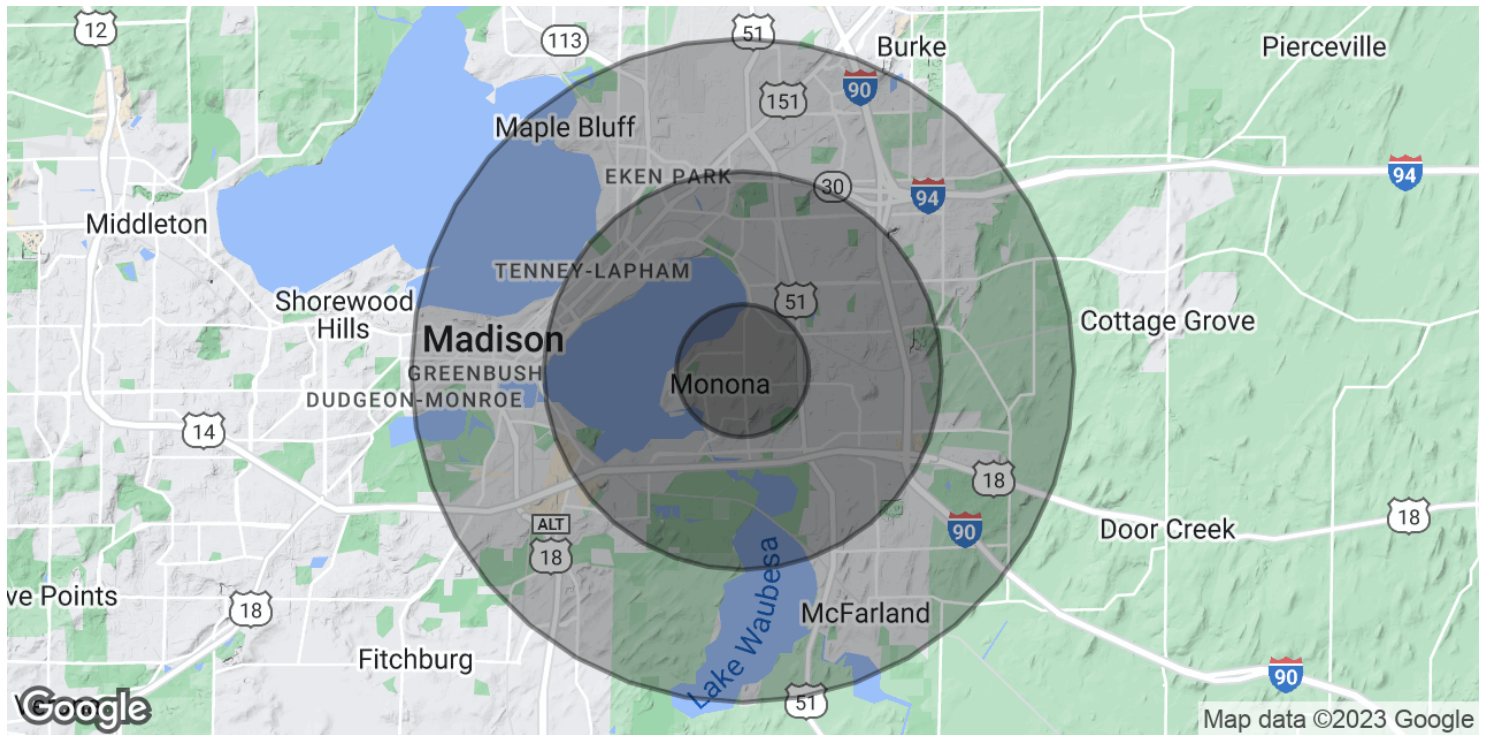 12
113
51
Burke
Pierceville
90
151
Maple Bluff
EKEN PARK
30
94
94
Middleton
TENNEY-LAPHAM
Shorewood
Hills
51
Cottage Grove
Madison
GREENBUSH
Monona
DUDGEON-MONROE
14
18
ALT
18
90
Door Creek
18
ve Points
18
Lake Waubesa
McFarland
Fitchburg
90
51
Google
Map data ©2023 Google